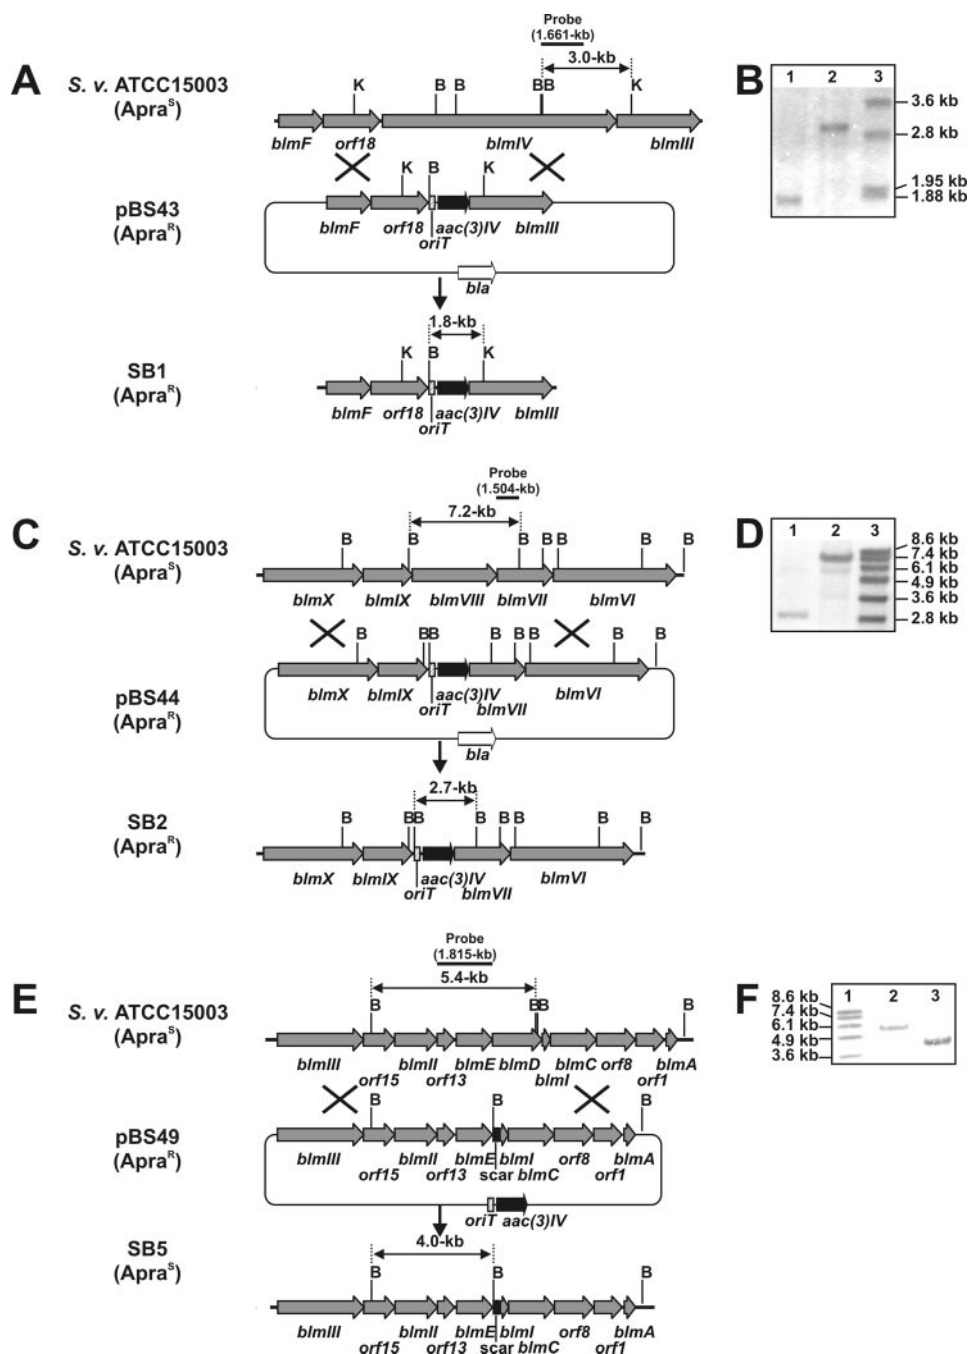 A
Probe
(1.661-kb)
3.0-kb
S. v. ATCC15003
(Apra^S)
K B B BB K
blmF orf18 blmIV blmIII
pBS43
(Apra^R)
K B K
blmF orf18 aac(3)IV blmIII
oriT
bla
1.8-kb
SB1
(Apra^R)
K B K
blmF orf18 aac(3)IV blmIII
oriT
B
1 2 3
3.6 kb
2.8 kb
1.95 kb
1.88 kb
C
Probe
(1.504-kb)
7.2-kb
S. v. ATCC15003
(Apra^S)
B B B B B B B
blmX blmIX blmVIII blmVII blmVI
pBS44
(Apra^R)
B BB B B B B B
blmX blmIX aac(3)IV blmVI
oriT blmVII
bla
2.7-kb
SB2
(Apra^R)
B BB B B B B B
blmX blmIX aac(3)IV blmVI
oriT blmVII
D
1 2 3
8.6 kb
7.4 kb
6.1 kb
4.9 kb
3.6 kb
2.8 kb
E
Probe
(1.815-kb)
5.4-kb
S. v. ATCC15003
(Apra^S)
B BB B
blmIII blmII blmE blmD blmC orf8 blmA
orf15 orf13 blmI orf1
pBS49
(Apra^R)
B B B
blmIII blmII blmE blmI orf8 blmA
orf15 orf13 scar blmC orf1
oriT aac(3)IV
4.0-kb
SB5
(Apra^S)
B B B
blmIII blmII blmE blmI orf8 blmA
orf15 orf13 scar blmC orf1
F
1 2 3
8.6 kb
7.4 kb
6.1 kb
4.9 kb
3.6 kb